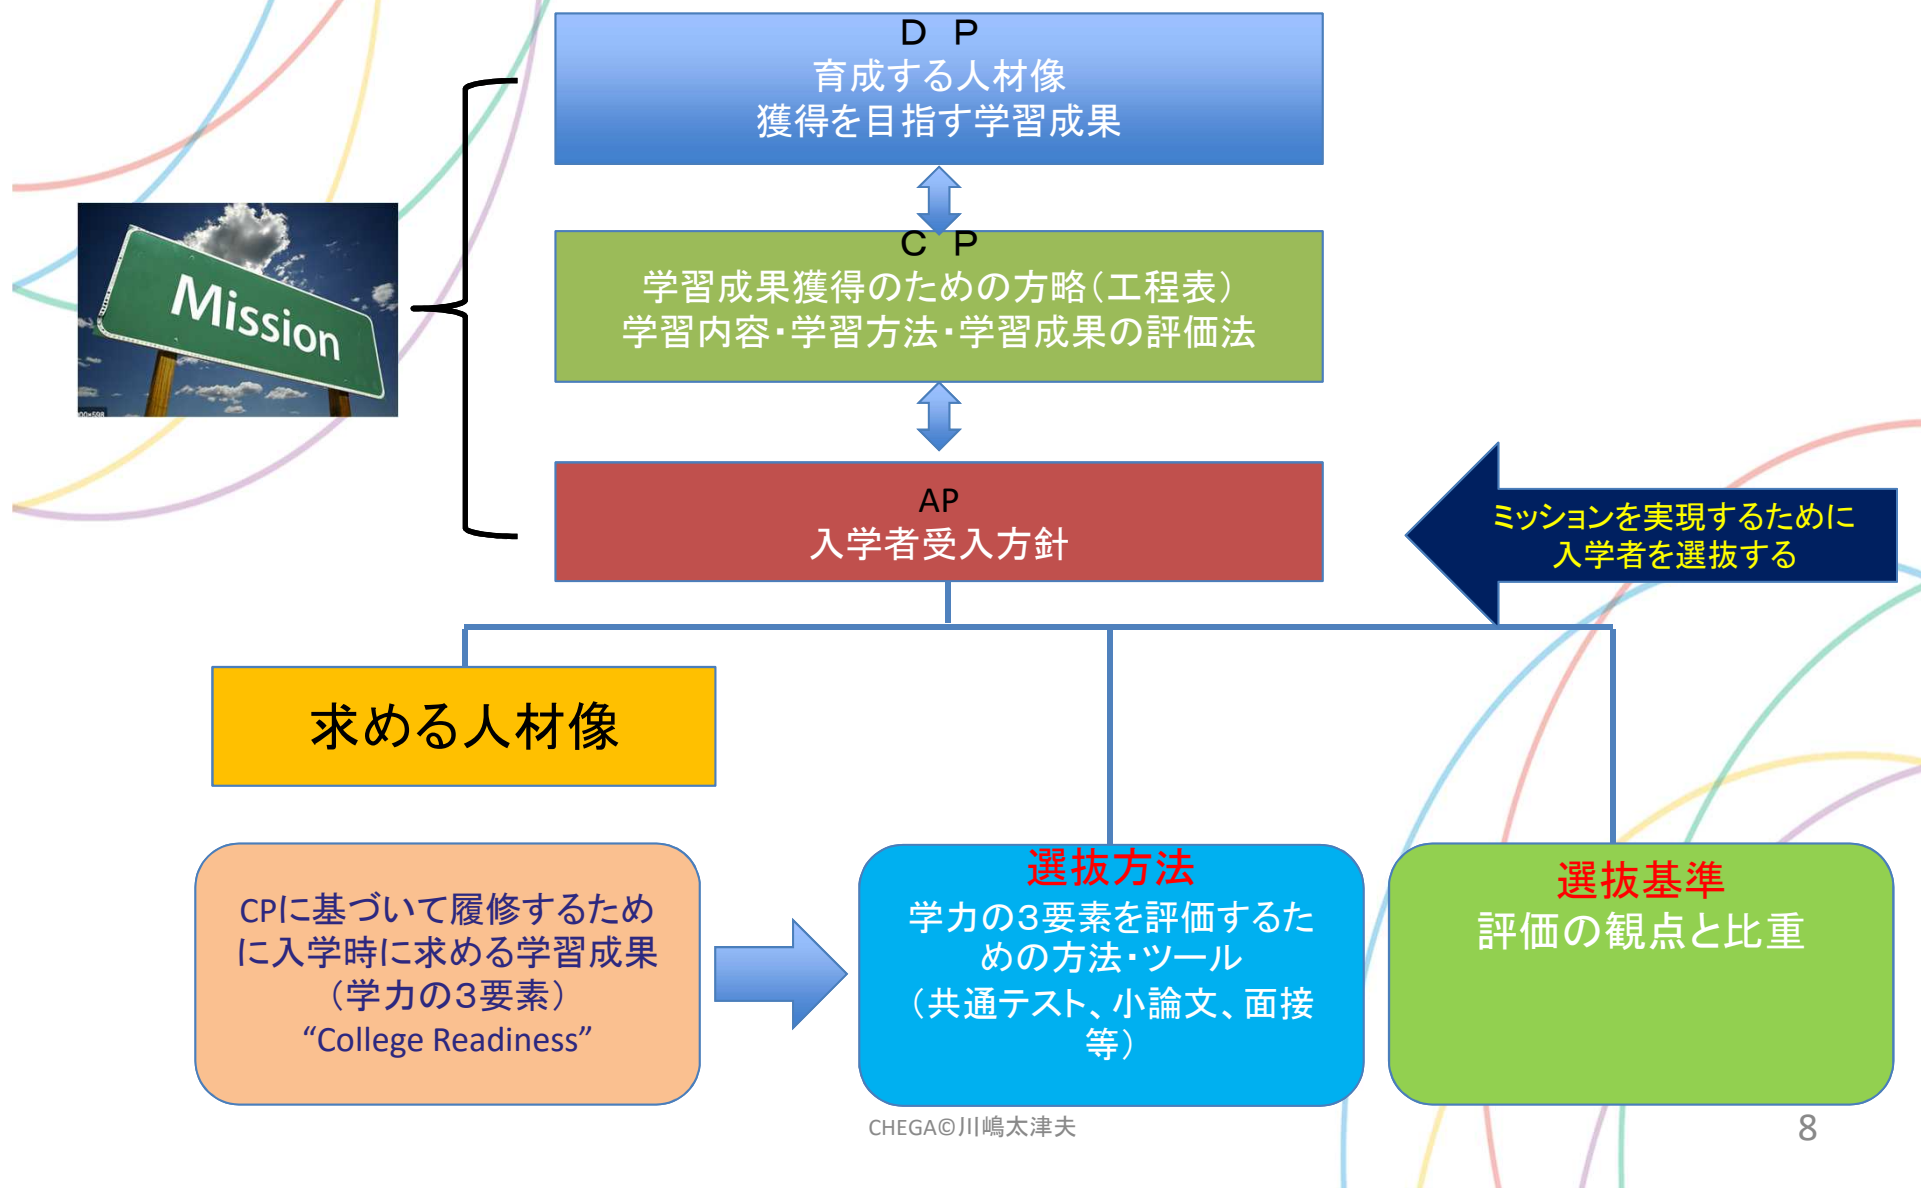 D P
育成する人材像
獲得を目指す学習成果
Mission
C P
学習成果獲得のための方略(工程表)
学習内容・学習方法・学習成果の評価法
AP
入学者受入方針
ミッションを実現するために
入学者を選抜する
求める人材像
CPに基づいて履修するため
に入学時に求める学習成果
(学力の3要素)
“College Readiness”
選抜方法
学力の3要素を評価するた
めの方法・ツール
(共通テスト、小論文、面接
等)
選抜基準
評価の観点と比重
CHEGA©川嶋太津夫
8